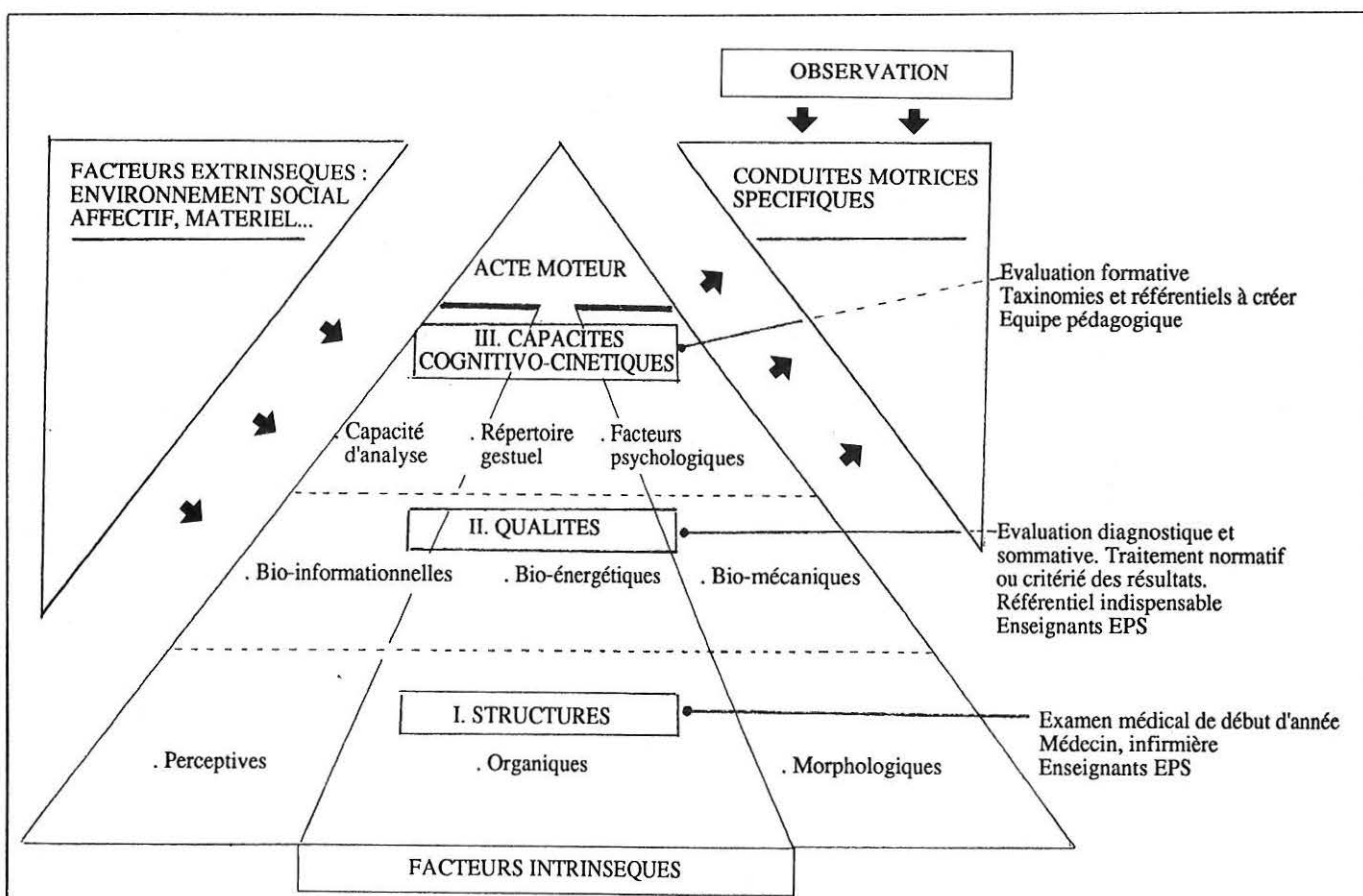 OBSERVATION
FACTEURS EXTRINSEQUES :
ENVIRONNEMENT SOCIAL
AFFECTIF, MATERIEL...
CONDUITES MOTRICES
SPECIFIQUES
ACTE MOTEUR
Evaluation formative
Taxinomies et référentiels à créer
Equipe pédagogique
III. CAPACITES
COGNITIVO-CINETIQUES
. Capacité
d'analyse
. Répertoire
gestuel
. Facteurs
psychologiques
II. QUALITES
. Bio-informationnelles
. Bio-énergétiques
. Bio-mécaniques
Evaluation diagnostique et
sommative. Traitement normatif
ou critérié des résultats.
Référentiel indispensable
Enseignants EPS
I. STRUCTURES
. Perceptives
. Organiques
. Morphologiques
Examen médical de début d'année
Médecin, infirmière
Enseignants EPS
FACTEURS INTRINSEQUES